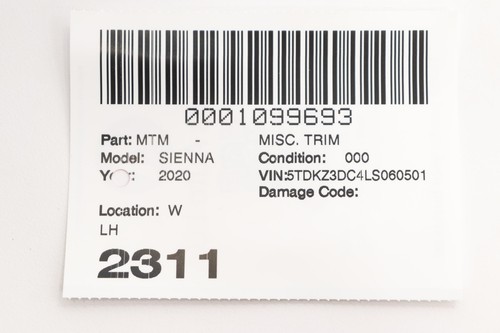 0001099693
Part: MTM - MISC. TRIM
Model: SIENNA Condition: 000
2020 VIN:5TDKZ3DC4LS060501
Damage Code:
Location: W
LH
2311